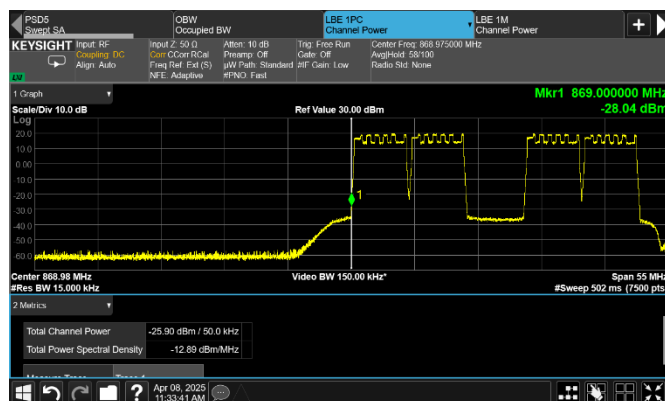 PSD5
Swept SA
OBW
Occupied BW
LBE 1PC
Channel Power
LBE 1M
Channel Power
KEYSIGHT
Input: RF
Coupling: DC
Align: Auto
Input Z: 50 Ω
Corr CCorr RCal
Freq Ref: Ext (S)
NFE: Adaptive
Atten: 10 dB
Preamp: Off
µW Path: Standard
#PNO: Fast
Trig: Free Run
Gate: Off
#IF Gain: Low
Center Freq: 868.975000 MHz
Avg|Hold: 58/100
Radio Std: None
1 Graph
Mkr1 869.000000 MHz
-28.04 dBm
Scale/Div 10.0 dB
Ref Value 30.00 dBm
Log
20.0
10.0
0.00
-10.0
-20.0
-30.0
-40.0
-50.0
-60.0
1
Center 868.98 MHz
#Res BW 15.000 kHz
Video BW 150.00 kHz*
Span 55 MHz
#Sweep 502 ms (7500 pts)
2 Metrics
Total Channel Power -25.90 dBm / 50.0 kHz
Total Power Spectral Density -12.89 dBm/MHz
Measure Trace Trace 1
Apr 08, 2025
11:33:41 AM